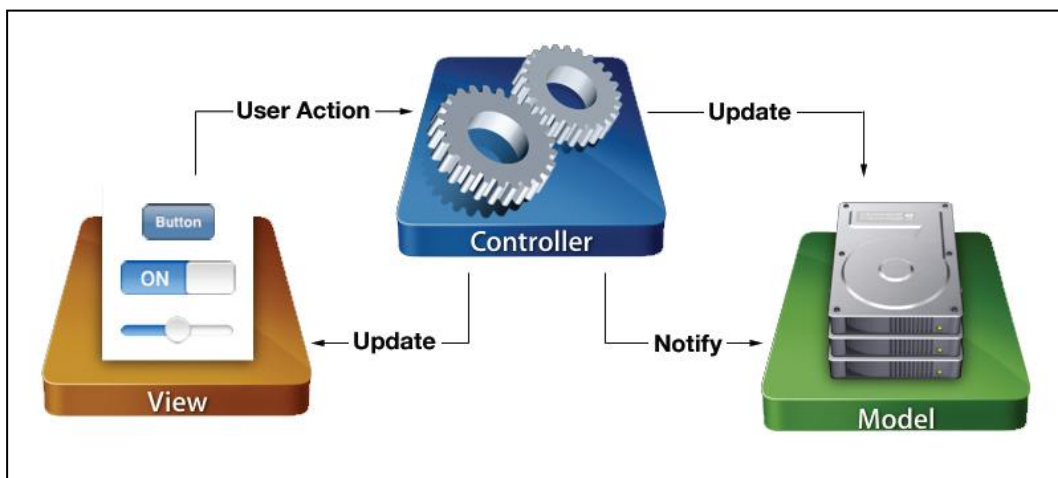 User Action
Update
Controller
Button
ON
Update
Notify
View
Model